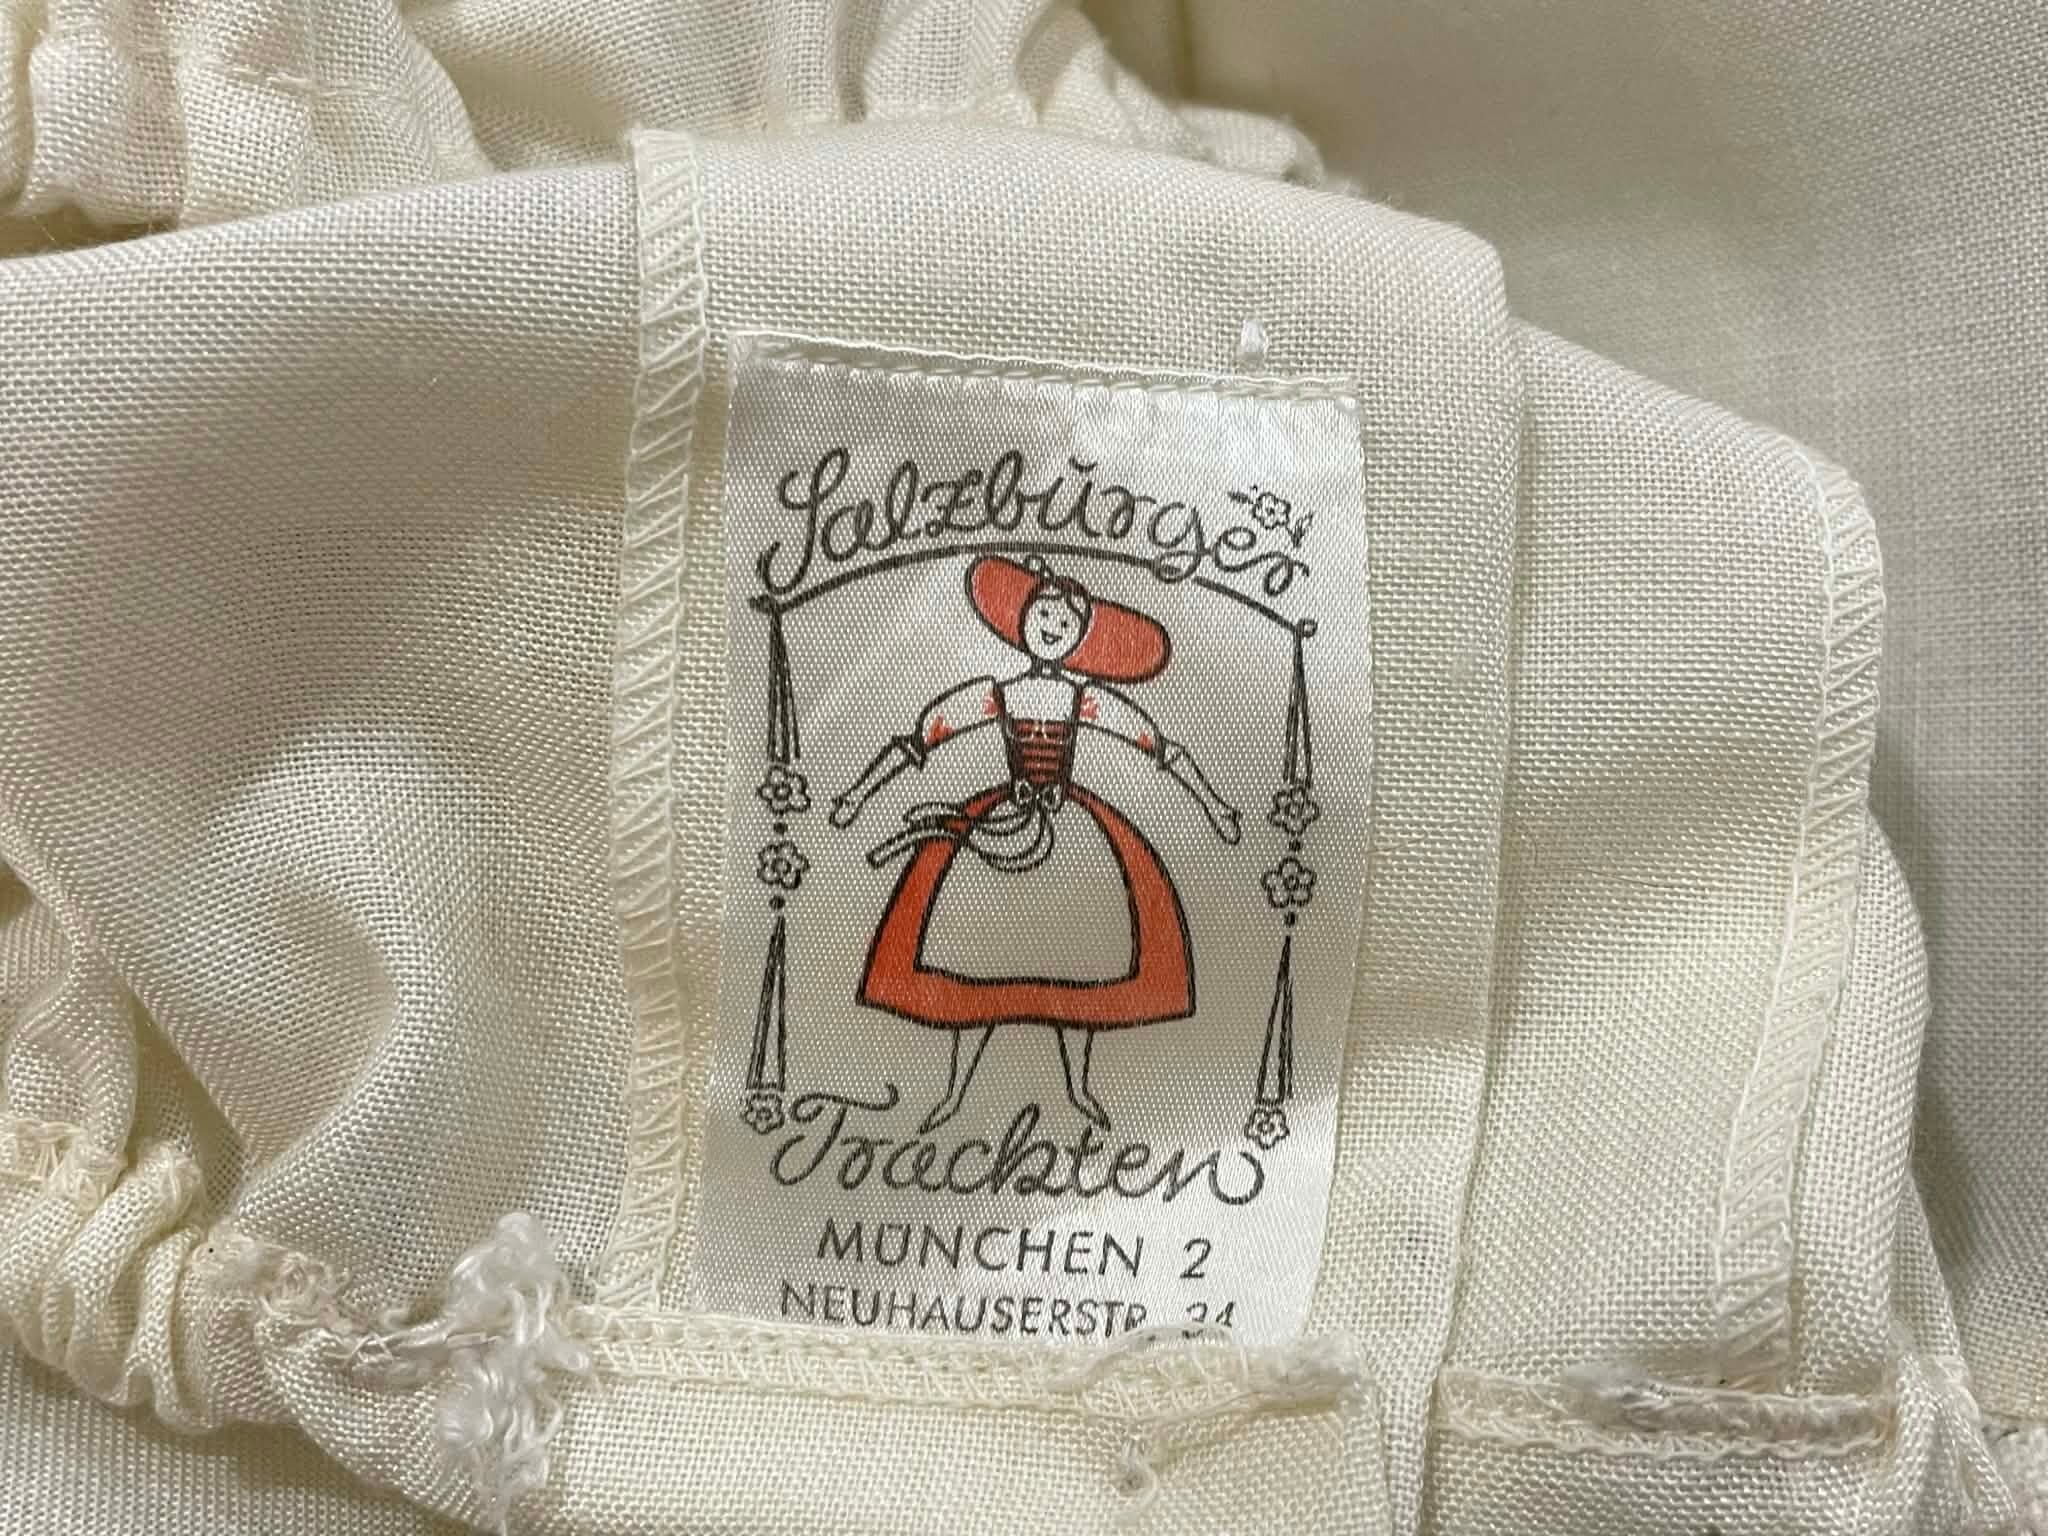 Salzburger
Trachten
MÜNCHEN 2
NEUHAUSERSTR. 34